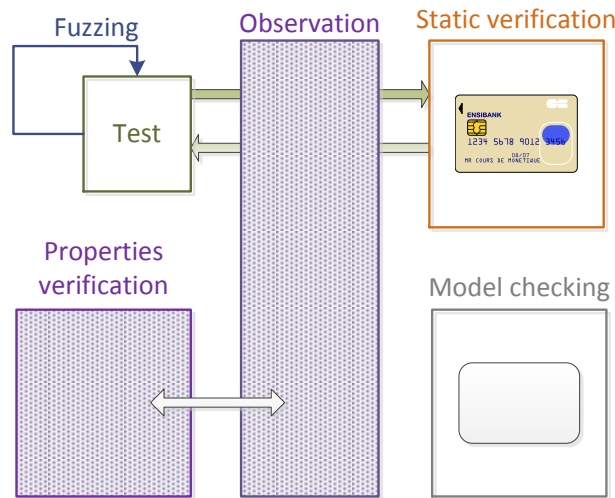 Fuzzing
Observation
Static verification
Test
ENSIBANK
1234 5678 9012 3456
08/07
MR COURS DE MONETIQUE
Properties
verification
Model checking